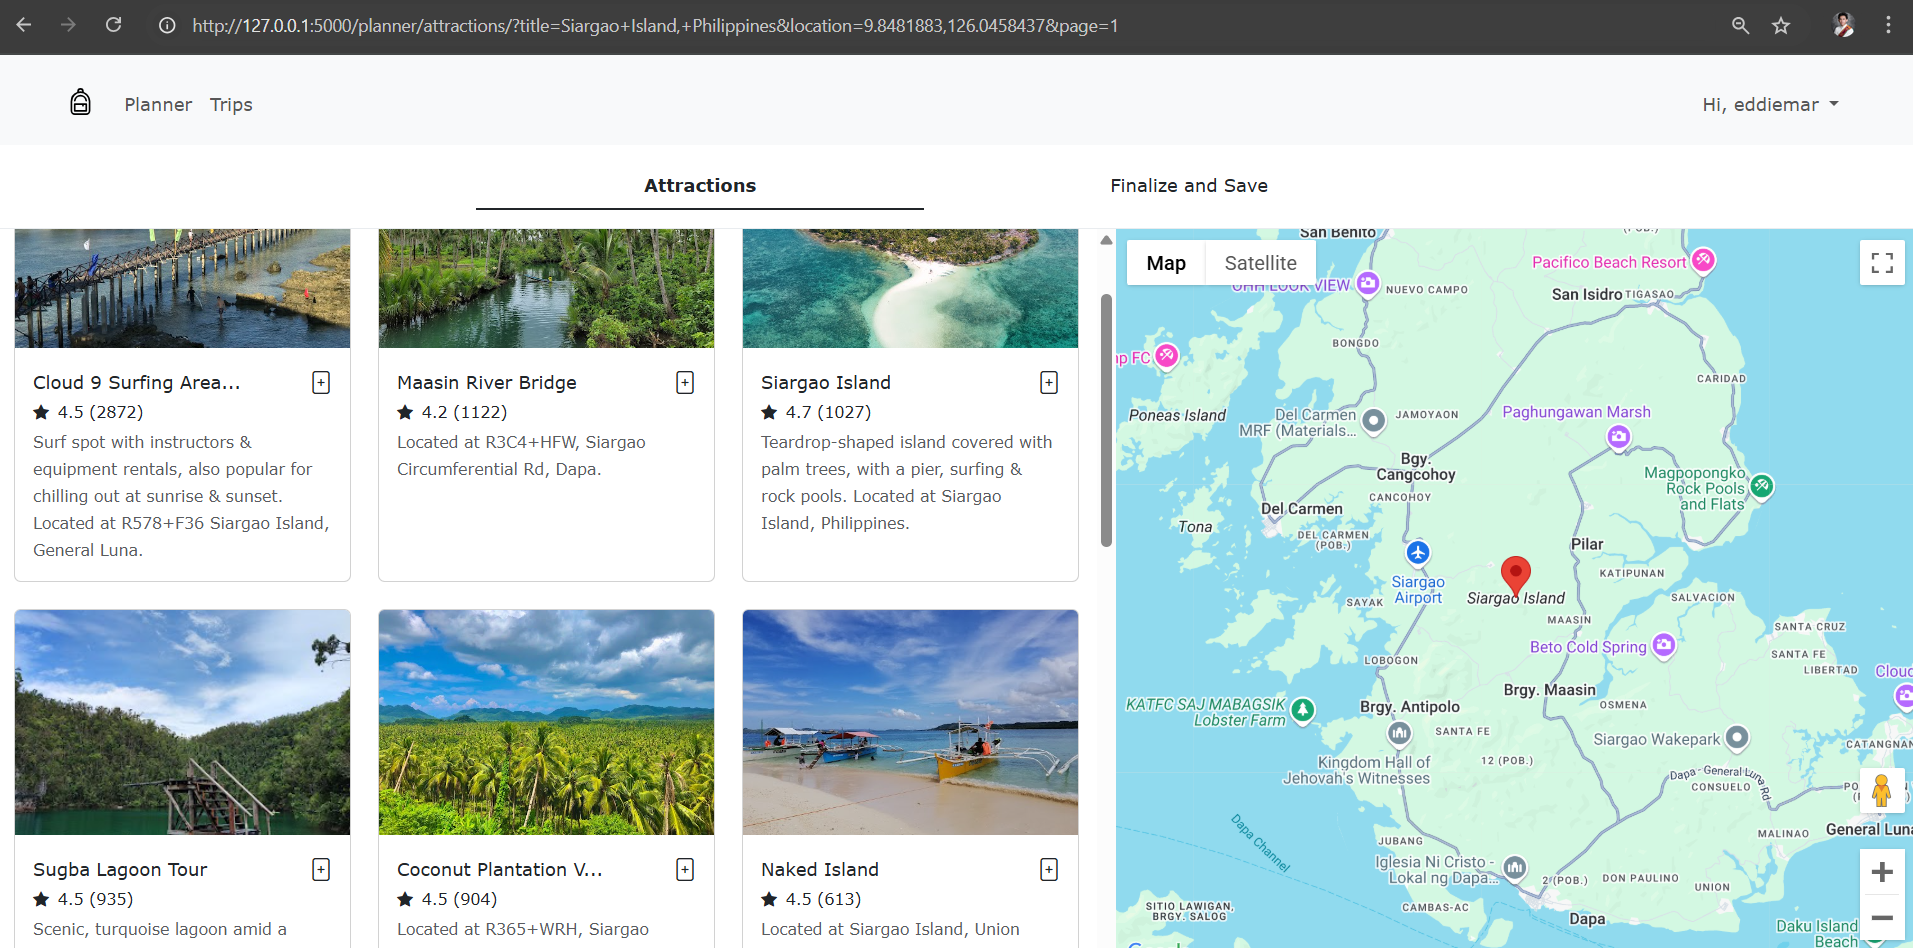 http://127.0.0.1:5000/planner/attractions/?title=Siargao+Island,+Philippines&location=9.8481883,126.0458437&page=1
Planner
Trips
Hi, eddiemar
Attractions
Finalize and Save
Cloud 9 Surfing Area...
4.5 (2872)
Surf spot with instructors &
equipment rentals, also popular for
chilling out at sunrise & sunset.
Located at R578+F36 Siargao Island,
General Luna.
Maasin River Bridge
4.2 (1122)
Located at R3C4+HFW, Siargao
Circumferential Rd, Dapa.
Siargao Island
4.7 (1027)
Teardrop-shaped island covered with
palm trees, with a pier, surfing &
rock pools. Located at Siargao
Island, Philippines.
Sugba Lagoon Tour
4.5 (935)
Scenic, turquoise lagoon amid a
Coconut Plantation V...
4.5 (904)
Located at R365+WRH, Siargao
Naked Island
4.5 (613)
Located at Siargao Island, Union
Map
Satellite
San Benito
(POB.)
Pacifico Beach Resort
VIEW
NUEVO CAMPO
San Isidro
TIGASAO
BONGDO
FC
CARIDAD
Poneas Island
Del Carmen
MRF (Materials...
JAMOYAON
Paghungawan Marsh
Bgy.
Cangcohoy
CANCOHOY
Magpopongko
Rock Pools
and Flats
Del Carmen
Tona
DEL CARMEN
(POB.)
Pilar
Siargao
Airport
KATIPUNAN
SAYAK
Siargao Island
SALVACION
MAASIN
SANTA CRUZ
Beto Cold Spring
SANTA FE
LOBOGON
LIBERTAD
Cloud
KATFC SAJ MABAGSIK
Lobster Farm
Brgy. Maasin
Brgy. Antipolo
OSMENA
SANTA FE
Siargao Wakepark
CATANGNAN
Kingdom Hall of
Jehovah's Witnesses
12 (POB.)
Dapa - General Luna Rd
CONSUELO
Dapa Channel
MALINAO
General Luna
JUBANG
Iglesia Ni Cristo -
Lokal ng Dapa...
2 (POB.)
DON PAULINO
UNION
SITIO LAWIGAN,
BRGY. SALOG
CAMBAS-AC
Dapa
Daku Island
Beach